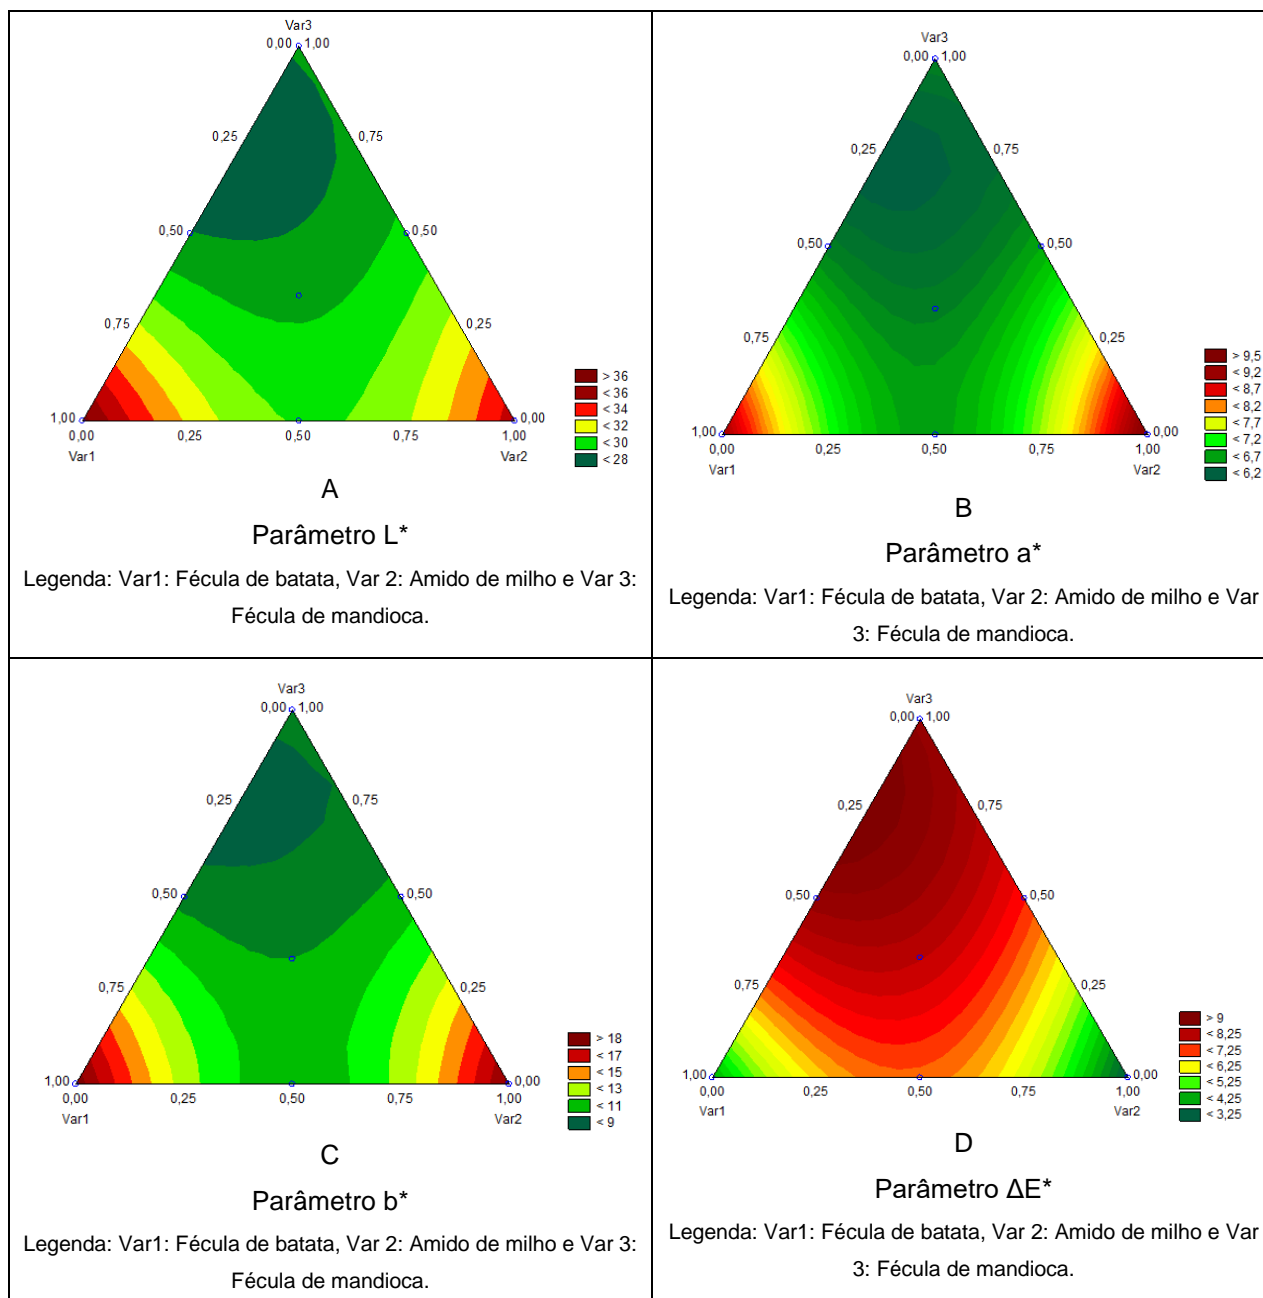 Var3
0,00 1,00
0,25 0,75
0,50 0,50
0,75 0,25
1,00 0,00
0,00 0,25 0,50 0,75 1,00
Var1 Var2
> 36
< 36
< 34
< 32
< 30
< 28
A
Parâmetro L*
Legenda: Var1: Fécula de batata, Var 2: Amido de milho e Var 3:
Fécula de mandioca.
Var3
0,00 1,00
0,25 0,75
0,50 0,50
0,75 0,25
1,00 0,00
0,00 0,25 0,50 0,75 1,00
Var1 Var2
> 9,5
< 9,2
< 8,7
< 8,2
< 7,7
< 7,2
< 6,7
< 6,2
B
Parâmetro a*
Legenda: Var1: Fécula de batata, Var 2: Amido de milho e Var
3: Fécula de mandioca.
Var3
0,00 1,00
0,25 0,75
0,50 0,50
0,75 0,25
1,00 0,00
0,00 0,25 0,50 0,75 1,00
Var1 Var2
> 18
< 17
< 15
< 13
< 11
< 9
C
Parâmetro b*
Legenda: Var1: Fécula de batata, Var 2: Amido de milho e Var 3:
Fécula de mandioca.
Var3
0,00 1,00
0,25 0,75
0,50 0,50
0,75 0,25
1,00 0,00
0,00 0,25 0,50 0,75 1,00
Var1 Var2
> 9
< 8,25
< 7,25
< 6,25
< 5,25
< 4,25
< 3,25
D
Parâmetro ΔE*
Legenda: Var1: Fécula de batata, Var 2: Amido de milho e Var
3: Fécula de mandioca.